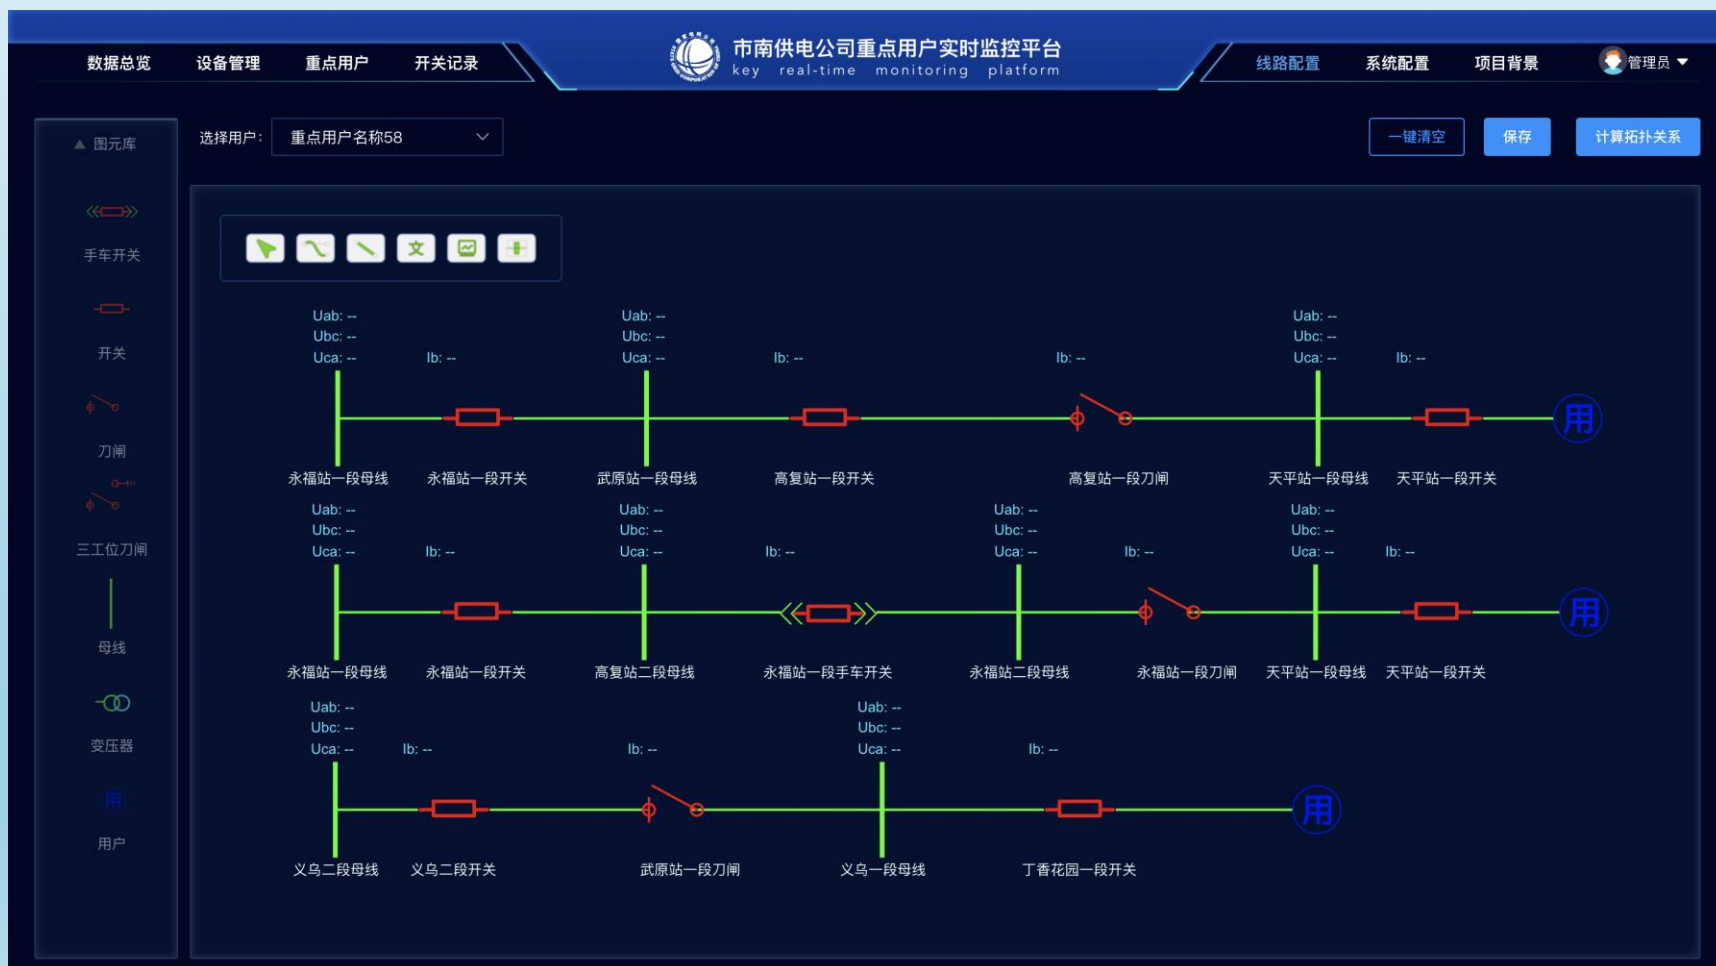 数据总览 设备管理 重点用户 开关记录
市南供电公司重点用户实时监控平台
key real-time monitoring platform
线路配置 系统配置 项目背景 管理员
图元库
选择用户: 重点用户名称58
一键清空 保存 计算拓扑关系
手车开关
开关
刀闸
三工位刀闸
母线
变压器
用
用户
文
Uab: -- Uab: -- Uab: --
Ubc: -- Ubc: -- Ubc: --
Uca: -- Ib: -- Uca: -- Ib: -- Ib: -- Uca: -- Ib: --
用
永福站一段母线 永福站一段开关 武原站一段母线 高复站一段开关 高复站一段刀闸 天平站一段母线 天平站一段开关
Uab: -- Uab: -- Uab: -- Uab: --
Ubc: -- Ubc: -- Ubc: -- Ubc: --
Uca: -- Ib: -- Uca: -- Ib: -- Uca: -- Ib: -- Uca: -- Ib: --
用
永福站一段母线 永福站一段开关 高复站二段母线 永福站一段手车开关 永福站二段母线 永福站一段刀闸 天平站一段母线 天平站一段开关
Uab: -- Uab: --
Ubc: -- Ubc: --
Uca: -- Ib: -- Ib: -- Uca: -- Ib: --
用
义乌二段母线 义乌二段开关 武原站一段刀闸 义乌一段母线 丁香花园一段开关